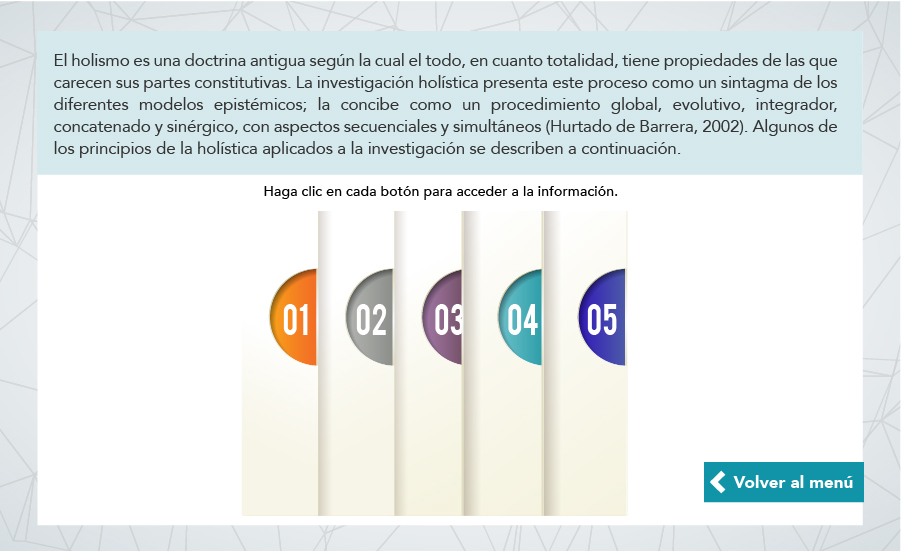 El holismo es una doctrina antigua según la cual el todo, en cuanto totalidad, tiene propiedades de las que
carecen sus partes constitutivas. La investigación holística presenta este proceso como un sintagma de los
diferentes modelos epistémicos; la concibe como un procedimiento global, evolutivo, integrador,
concatenado y sinérgico, con aspectos secuenciales y simultáneos (Hurtado de Barrera, 2002). Algunos de
los principios de la holística aplicados a la investigación se describen a continuación.
Haga clic en cada botón para acceder a la información.
01 02 03 04 05
Volver al menú